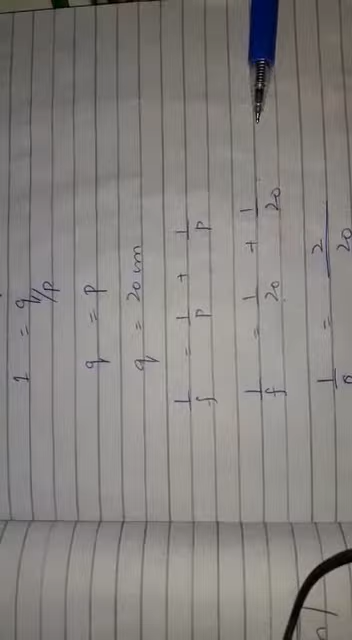 1 = q/p
q = p
q = 20 cm
1/f = 1/p + 1/p
1/f = 1/20 + 1/20
1/ = 2/20